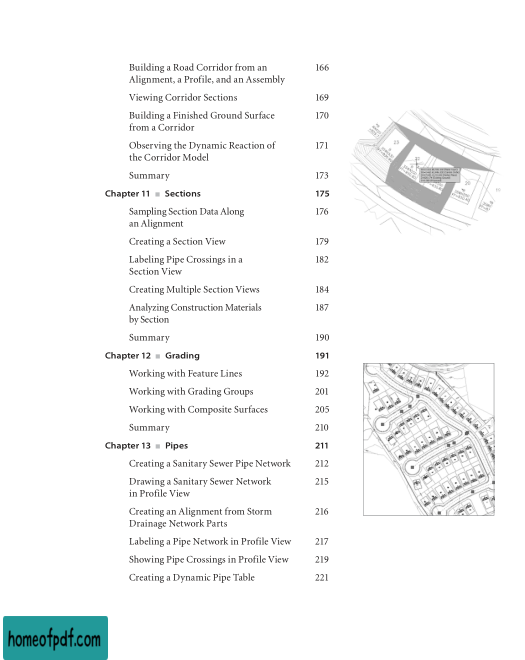 Building a Road Corridor from an 166
Alignment, a Profile, and an Assembly
Viewing Corridor Sections 169
Building a Finished Ground Surface 170
from a Corridor
Observing the Dynamic Reaction of 171
the Corridor Model
Summary 173
Chapter 11 ■ Sections 175
Sampling Section Data Along 176
an Alignment
Creating a Section View 179
Labeling Pipe Crossings in a 182
Section View
Creating Multiple Section Views 184
Analyzing Construction Materials 187
by Section
Summary 190
Chapter 12 ■ Grading 191
Working with Feature Lines 192
Working with Grading Groups 201
Working with Composite Surfaces 205
Summary 210
Chapter 13 ■ Pipes 211
Creating a Sanitary Sewer Pipe Network 212
Drawing a Sanitary Sewer Network 215
in Profile View
Creating an Alignment from Storm 216
Drainage Network Parts
Labeling a Pipe Network in Profile View 217
Showing Pipe Crossings in Profile View 219
Creating a Dynamic Pipe Table 221
homeofpdf.com